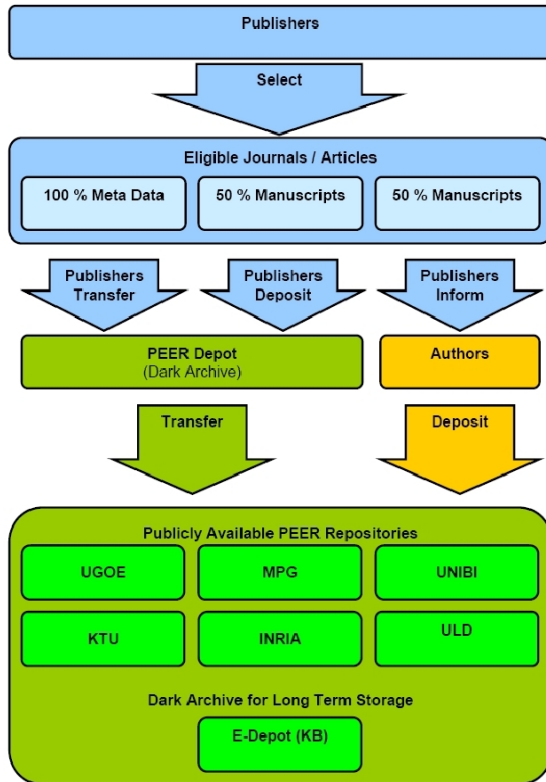 Publishers
Select
Eligible Journals / Articles
100 % Meta Data
50 % Manuscripts
50 % Manuscripts
Publishers
Transfer
Publishers
Deposit
Publishers
Inform
PEER Depot
(Dark Archive)
Authors
Transfer
Deposit
Publicly Available PEER Repositories
UGOE
MPG
UNIBI
KTU
INRIA
ULD
Dark Archive for Long Term Storage
E-Depot (KB)